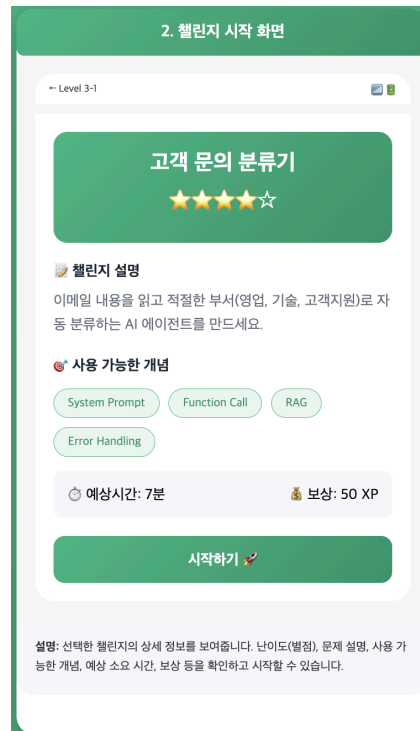 2. 챌린지 시작 화면
← Level 3-1
고객 문의 분류기
챌린지 설명
이메일 내용을 읽고 적절한 부서(영업, 기술, 고객지원)로 자
동 분류하는 AI 에이전트를 만드세요.
사용 가능한 개념
System Prompt Function Call RAG
Error Handling
예상시간: 7분 보상: 50 XP
시작하기
설명: 선택한 챌린지의 상세 정보를 보여줍니다. 난이도(별점), 문제 설명, 사용 가
능한 개념, 예상 소요 시간, 보상 등을 확인하고 시작할 수 있습니다.